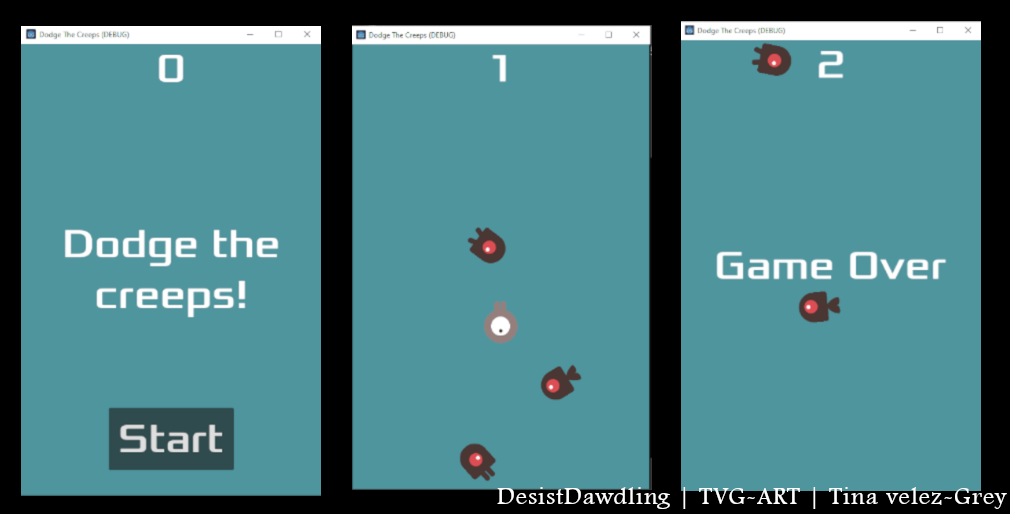 Dodge The Creeps (DEBUG)
0
Dodge the
creeps!
Start
Dodge The Creeps (DEBUG)
1
Dodge The Creeps (DEBUG)
2
Game Over
DesistDawdling | TVG~ART | Tina velez~Grey